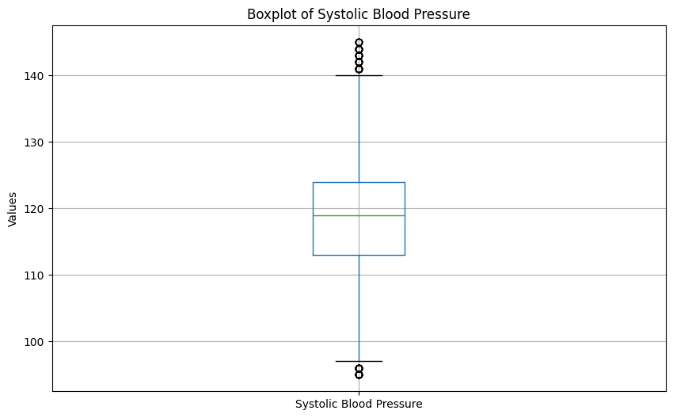 Boxplot of Systolic Blood Pressure
Values
140
130
120
110
100
Systolic Blood Pressure